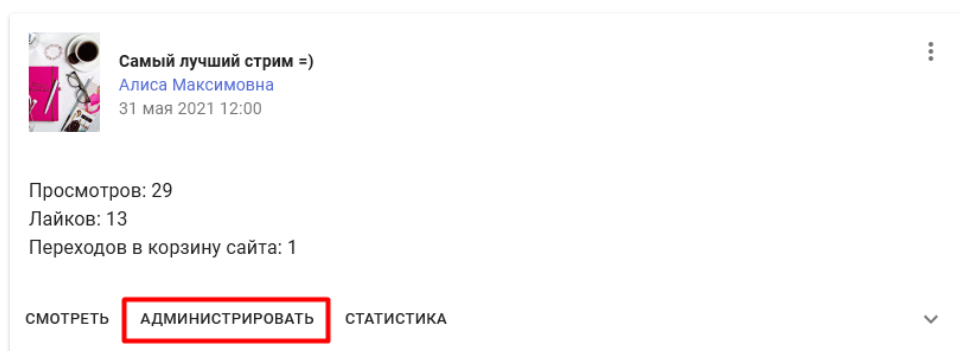 Самый лучший стрим =)
Алиса Максимовна
31 мая 2021 12:00
Просмотров: 29
Лайков: 13
Переходов в корзину сайта: 1
СМОТРЕТЬ АДМИНИСТРИРОВАТЬ СТАТИСТИКА